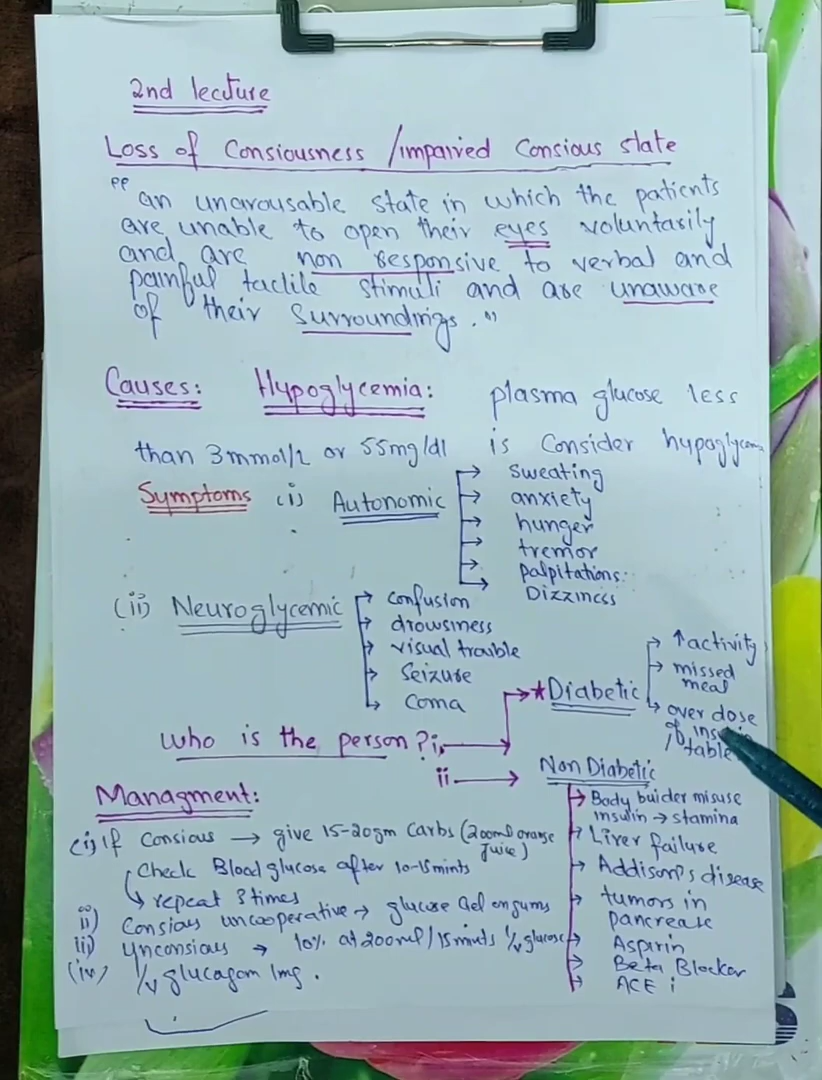 2nd lecture
Loss of Consiousness /impaired Consious state
"an unarousable state in which the patients
are unable to open their eyes voluntarily
and are non responsive to verbal and
painful tactile stimuli and are unaware
of their Surroundings."
Causes: Hypoglycemia: plasma glucose less
than 3mmol/L or 55mg/dl is Consider hypoglycemia
Symptoms (i) Autonomic
Sweating
anxiety
hunger
tremor
palpitations:
Dizziness
(ii) Neuroglycemic
Confusion
drowsiness
visual trouble
Seizure
Coma
Who is the person? i,
*Diabetic
↑activity
missed
meal
over dose
of
table
ii
Non Diabetic
Body buider misuse
insulin → stamina
Liver failure
Addison's disease
tumors in
pancrease
Aspirin
Beta Blocker
ACE i
Managment:
(i) if Consious → give 15-20gm Carbs (200ml orange
Juice)
Check Blood glucose after 10-15mints
repeat 3times
ii) Consious uncooperative → glucose Gel on gums
iii) Unconsious → 10% at 200ml/15mints I/v glucose
(iv) I/v glucagom 1mg.